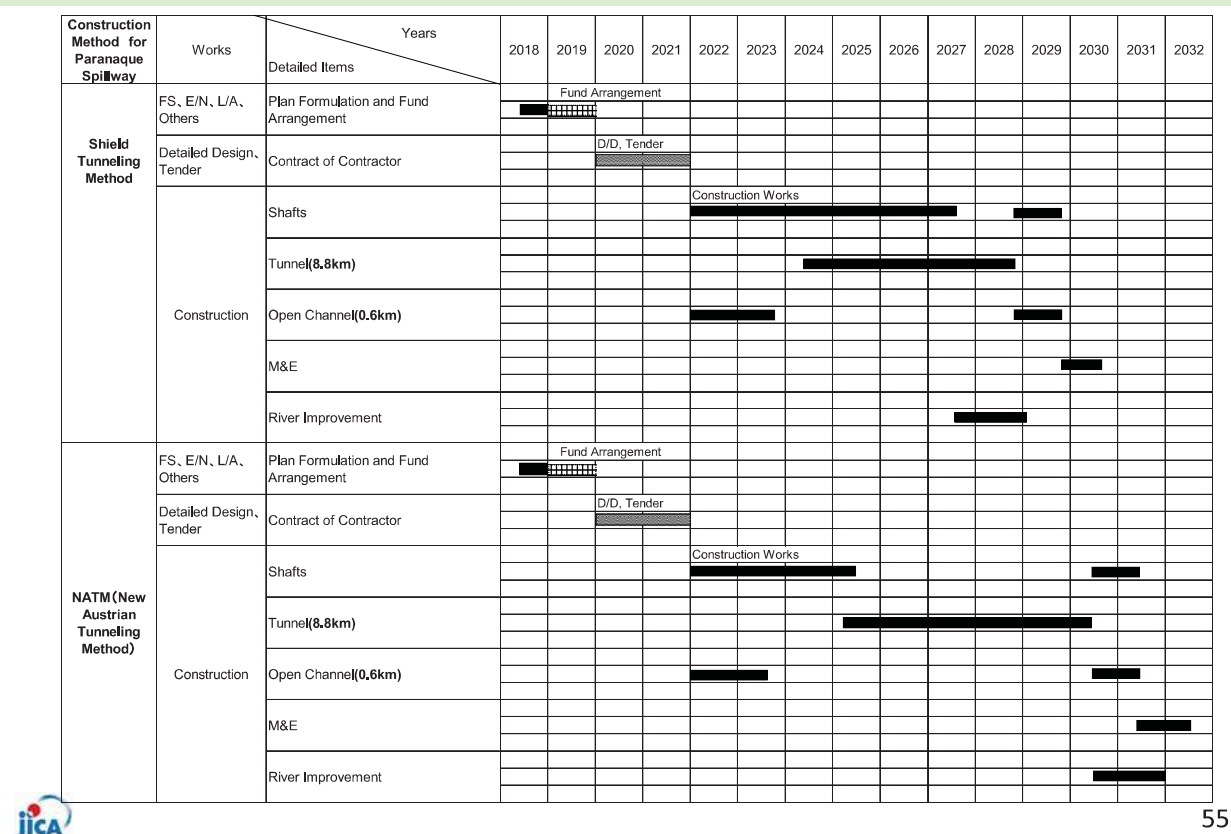 Construction
Method for
Paranaque
Spillway
Works
Years
Detailed Items
2018 2019 2020 2021 2022 2023 2024 2025 2026 2027 2028 2029 2030 2031 2032
Shield
Tunneling
Method
FS、E/N、L/A、
Others
Plan Formulation and Fund
Arrangement
Fund Arrangement
Detailed Design、
Tender
Contract of Contractor
D/D, Tender
Construction
Construction Works
Shafts
Tunnel(8.8km)
Open Channel(0.6km)
M&E
River Improvement
NATM(New
Austrian
Tunneling
Method)
FS、E/N、L/A、
Others
Plan Formulation and Fund
Arrangement
Fund Arrangement
Detailed Design、
Tender
Contract of Contractor
D/D, Tender
Construction
Construction Works
Shafts
Tunnel(8.8km)
Open Channel(0.6km)
M&E
River Improvement
jICA
55